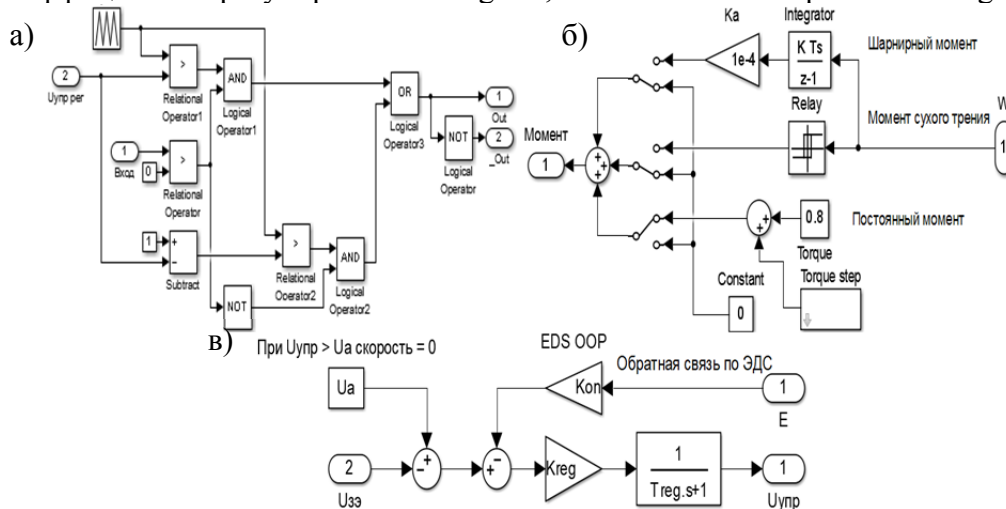 а)
2
Uупр рег
>
Relational
Operator1
AND
Logical
Operator1
1
Вход
0
>
Relational
Operator
1
+
−
Subtract
NOT
>
Relational
Operator2
AND
Logical
Operator2
OR
Logical
Operator3
NOT
Logical
Operator
1
Out
2
_Out
б)
Ka
1e-4
Integrator
K Ts
z-1
Шарнирный момент
Relay
Момент сухого трения
W
1
Момент
1
+
+
+
+
+
0.8
Torque
Постоянный момент
Torque step
Constant
0
в)
При Uупр > Ua скорость = 0
Ua
EDS OOP
Kоп
Обратная связь по ЭДС
1
E
2
Uзэ
+
−
−
+
Kreg
1
Treg.s+1
1
Uупр